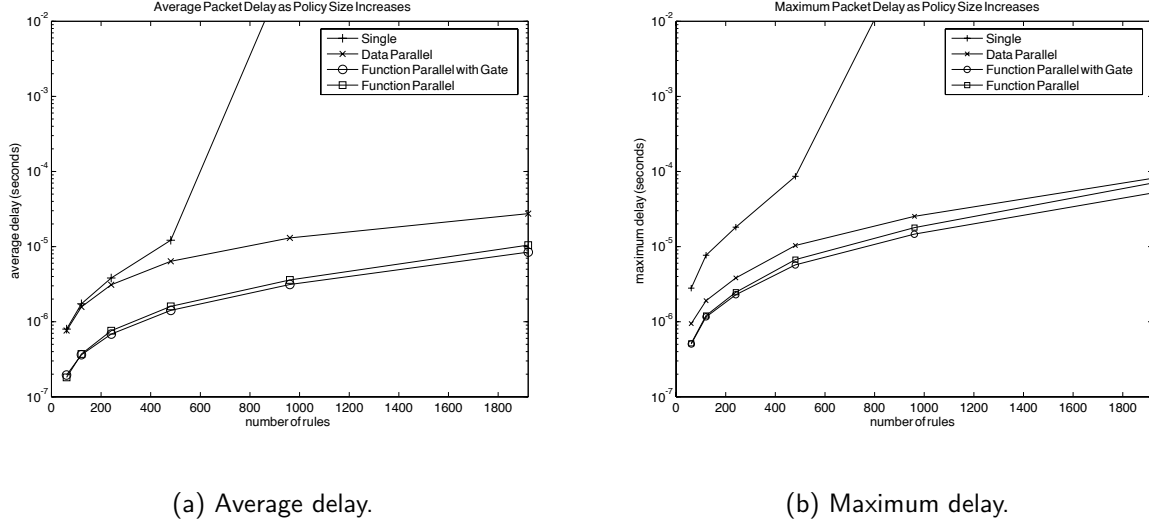 Average Packet Delay as Policy Size Increases
10^-2
10^-3
10^-4
10^-5
10^-6
10^-7
average delay (seconds)
Single
Data Parallel
Function Parallel with Gate
Function Parallel
0 200 400 600 800 1000 1200 1400 1600 1800
number of rules
(a) Average delay.
Maximum Packet Delay as Policy Size Increases
10^-2
10^-3
10^-4
10^-5
10^-6
10^-7
maximum delay (seconds)
Single
Data Parallel
Function Parallel with Gate
Function Parallel
0 200 400 600 800 1000 1200 1400 1600 1800
number of rules
(b) Maximum delay.